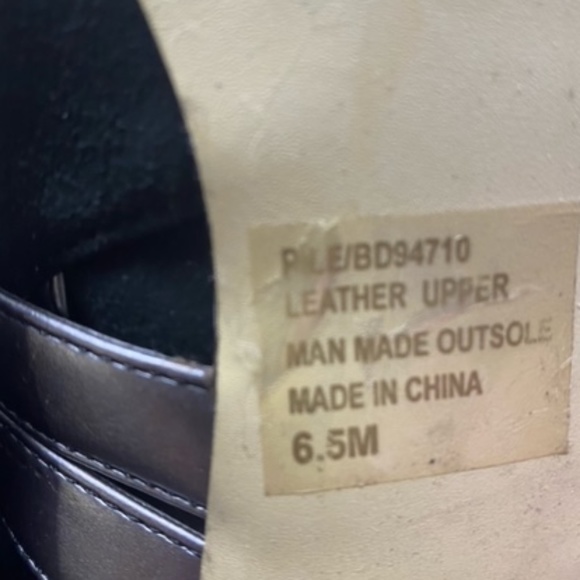 BD94710
LEATHER UPPER
MAN MADE OUTSOLE
MADE IN CHINA
6.5M